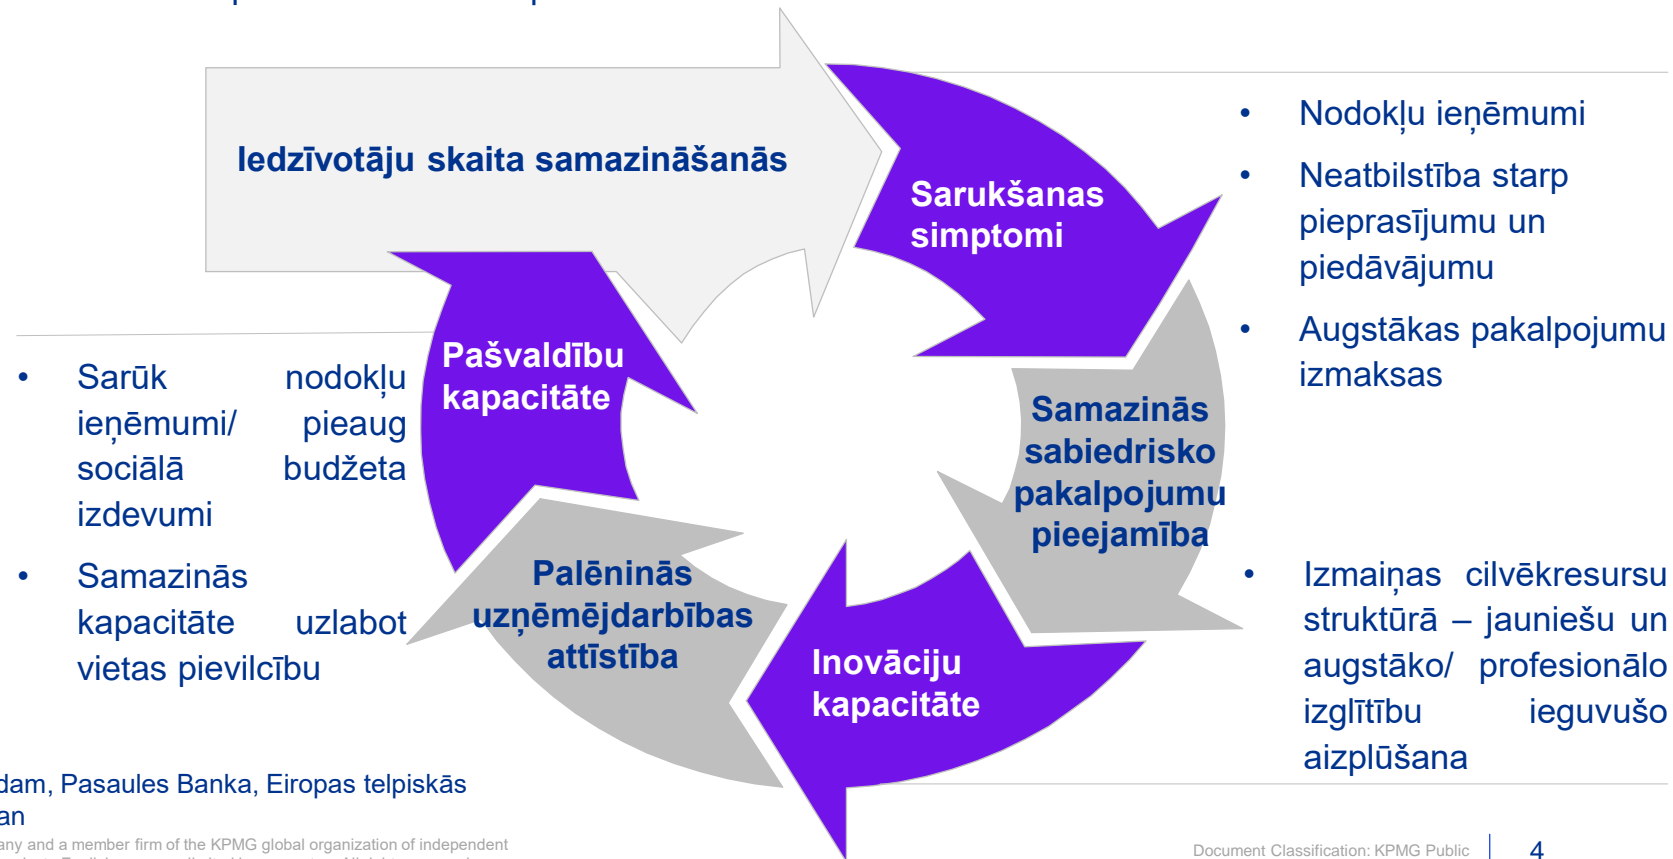 Iedzīvotāju skaita samazināšanās
Sarukšanas
simptomi
• Nodokļu ieņēmumi
• Neatbilstība starp
pieprasījumu un
piedāvājumu
• Augstākas pakalpojumu
izmaksas
Samazinās
sabiedrisko
pakalpojumu
pieejamība
• Izmaiņas cilvēkresursu
struktūrā – jauniešu un
augstāko/ profesionālo
izglītību ieguvušo
aizplūšana
Inovāciju
kapacitāte
Palēninās
uzņēmējdarbības
attīstība
Pašvaldību
kapacitāte
• Sarūk nodokļu
ieņēmumi/ pieaug
sociālā budžeta
izdevumi
• Samazinās
kapacitāte uzlabot
vietas pievilcību
dam, Pasaules Banka, Eiropas telpiskās
an
any and a member firm of the KPMG global organization of independent
Document Classification: KPMG Public | 4